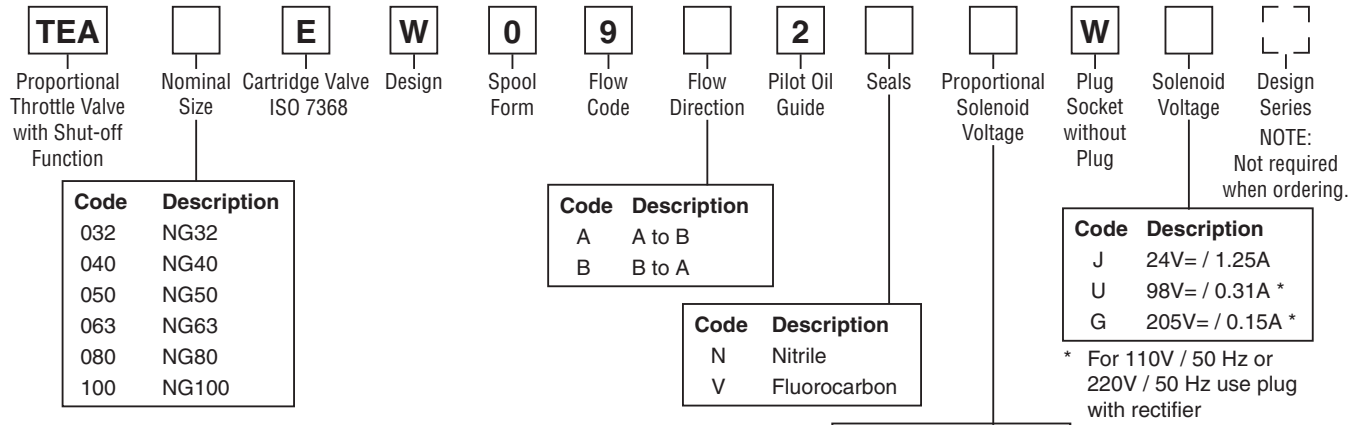 TEA E W 0 9 2 W
Proportional
Throttle Valve
with Shut-off
Function
Nominal
Size
Cartridge Valve
ISO 7368
Design
Spool
Form
Flow
Code
Flow
Direction
Pilot Oil
Guide
Seals
Proportional
Solenoid
Voltage
Plug
Socket
without
Plug
Solenoid
Voltage
Design
Series
NOTE:
Not required
when ordering.
Code Description
032 NG32
040 NG40
050 NG50
063 NG63
080 NG80
100 NG100
Code Description
A A to B
B B to A
Code Description
N Nitrile
V Fluorocarbon
Code Description
J 24V= / 1.25A
U 98V= / 0.31A *
G 205V= / 0.15A *
* For 110V / 50 Hz or
220V / 50 Hz use plug
with rectifier